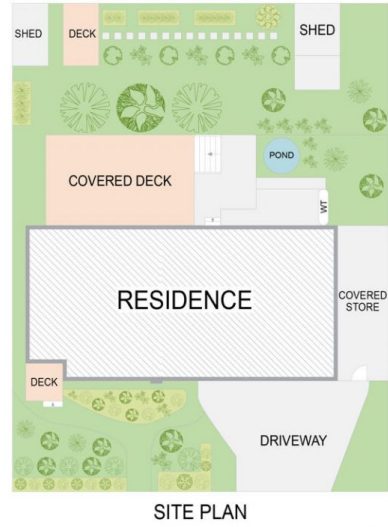 SHED
DECK
SHED
COVERED DECK
POND
WT
RESIDENCE
COVERED
STORE
DECK
DRIVEWAY
SITE PLAN